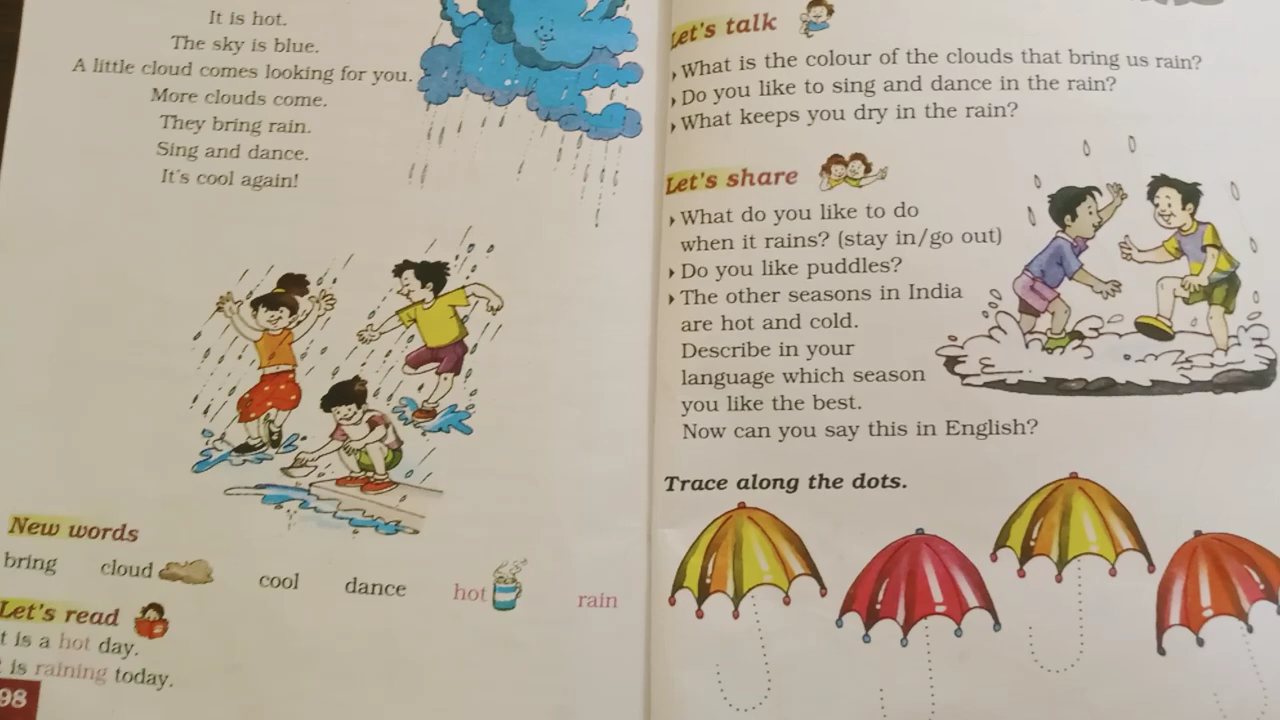 It is hot.
The sky is blue.
A little cloud comes looking for you.
More clouds come.
They bring rain.
Sing and dance.
It's cool again!
New words
bring cloud cool dance hot rain
Let's read
t is a hot day.
is raining today.
98
Let's talk
What is the colour of the clouds that bring us rain?
Do you like to sing and dance in the rain?
What keeps you dry in the rain?
Let's share
What do you like to do
when it rains? (stay in/go out)
Do you like puddles?
The other seasons in India
are hot and cold.
Describe in your
language which season
you like the best.
Now can you say this in English?
Trace along the dots.